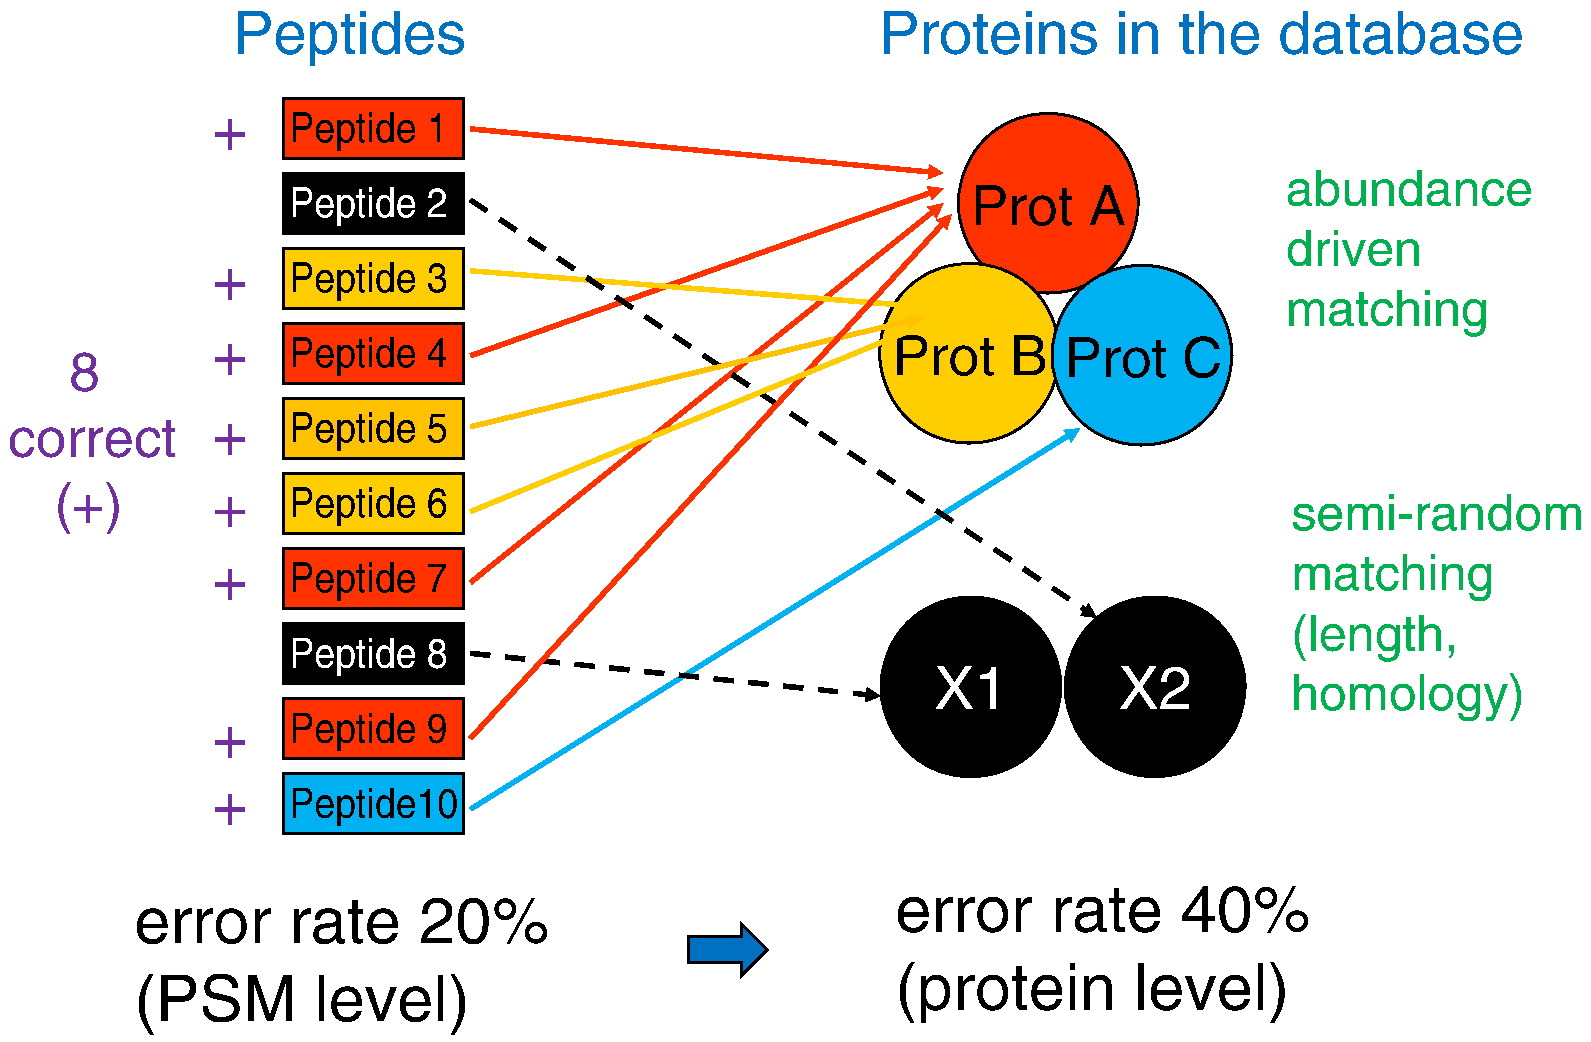 Peptides
Proteins in the database
+ Peptide 1
Peptide 2
+ Peptide 3
+ Peptide 4
+ Peptide 5
+ Peptide 6
+ Peptide 7
Peptide 8
+ Peptide 9
+ Peptide10
8
correct
(+)
Prot A
Prot B
Prot C
X1
X2
abundance
driven
matching
semi-random
matching
(length,
homology)
error rate 20%
(PSM level)
error rate 40%
(protein level)